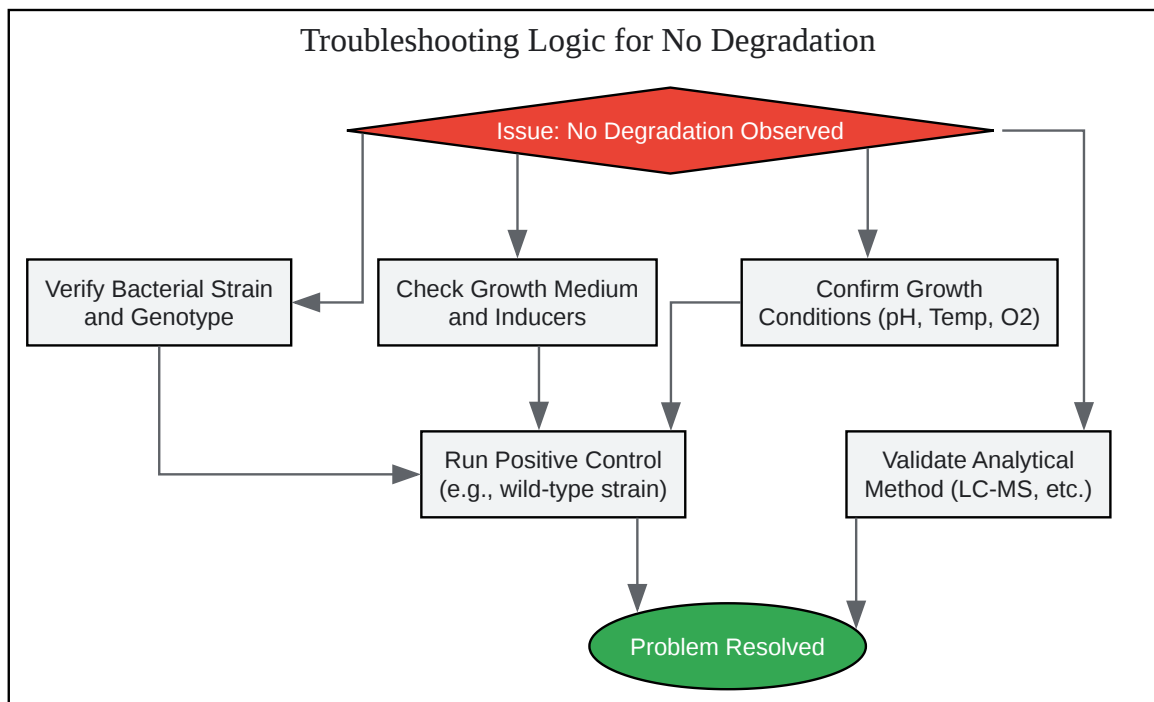 Troubleshooting Logic for No Degradation
Issue: No Degradation Observed
Verify Bacterial Strain
and Genotype
Check Growth Medium
and Inducers
Confirm Growth
Conditions (pH, Temp, O2)
Run Positive Control
(e.g., wild-type strain)
Validate Analytical
Method (LC-MS, etc.)
Problem Resolved